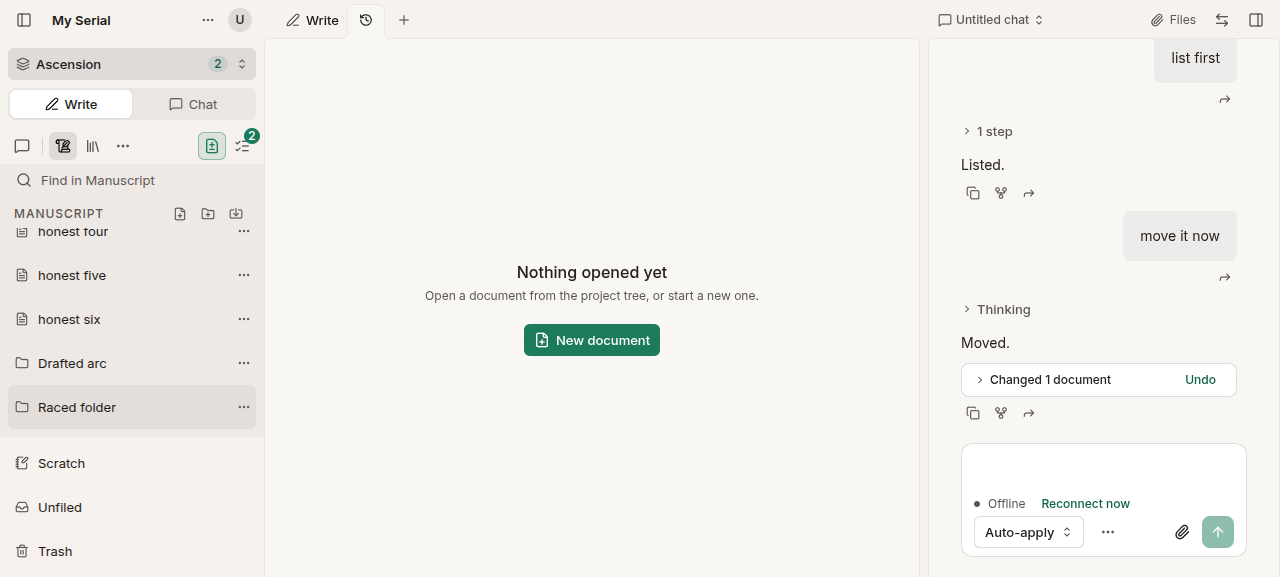 My Serial
U
Write
Untitled chat
Files
Ascension
2
Write
Chat
2
Find in Manuscript
MANUSCRIPT
honest four
honest five
honest six
Drafted arc
Raced folder
Scratch
Unfiled
Trash
Nothing opened yet
Open a document from the project tree, or start a new one.
New document
list first
1 step
Listed.
move it now
Thinking
Moved.
Changed 1 document
Undo
Offline
Reconnect now
Auto-apply